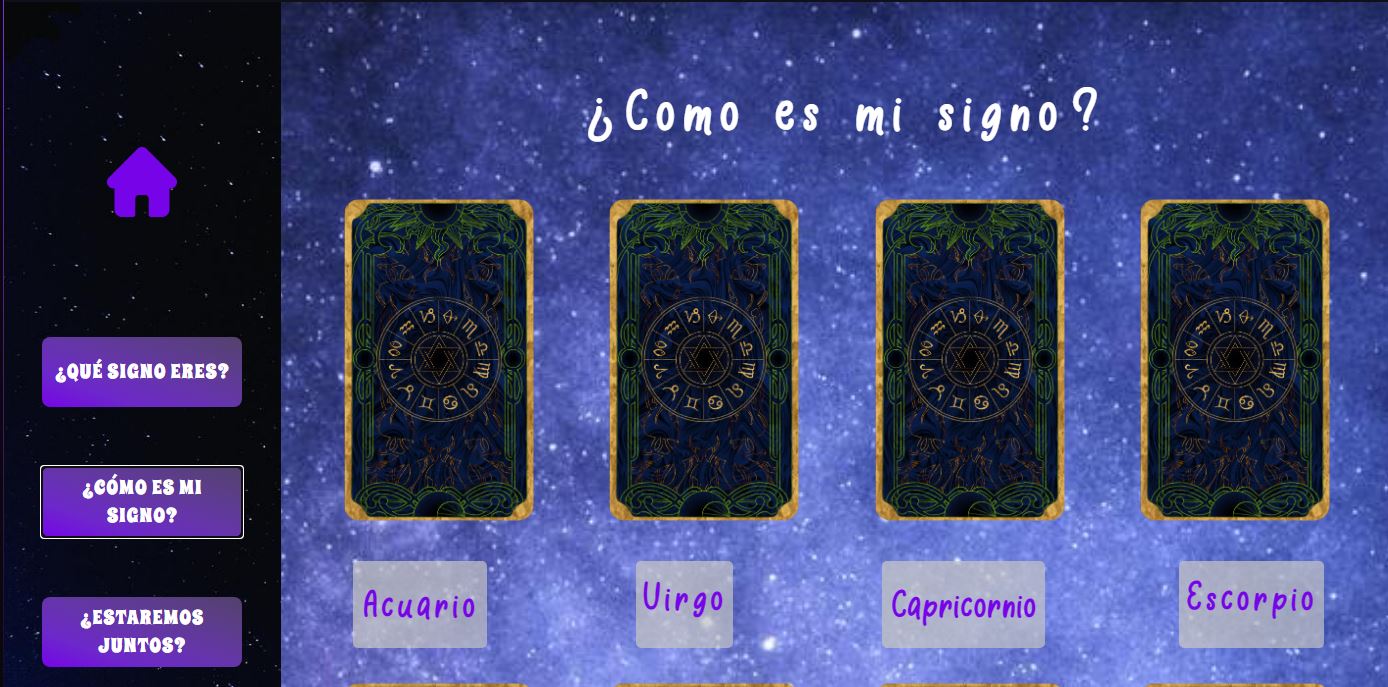 ¿Como es mi signo?
¿QUÉ SIGNO ERES?
¿CÓMO ES MI
SIGNO?
¿ESTAREMOS
JUNTOS?
Acuario
Virgo
Capricornio
Escorpio